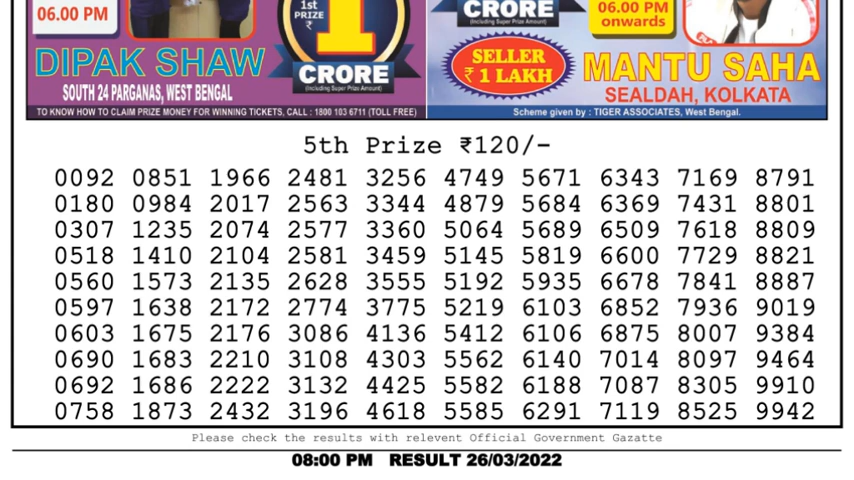 06.00 PM
1st
PRIZE
₹
1
CRORE
(Including Super Prize Amount)
DIPAK SHAW
SOUTH 24 PARGANAS, WEST BENGAL
TO KNOW HOW TO CLAIM PRIZE MONEY FOR WINNING TICKETS, CALL : 1800 103 6711 (TOLL FREE)
CRORE
(Including Super Prize Amount)
06.00 PM
onwards
SELLER
₹ 1 LAKH
MANTU SAHA
SEALDAH, KOLKATA
Scheme given by : TIGER ASSOCIATES, West Bengal.
5th Prize ₹120/-
0092 0851 1966 2481 3256 4749 5671 6343 7169 8791
0180 0984 2017 2563 3344 4879 5684 6369 7431 8801
0307 1235 2074 2577 3360 5064 5689 6509 7618 8809
0518 1410 2104 2581 3459 5145 5819 6600 7729 8821
0560 1573 2135 2628 3555 5192 5935 6678 7841 8887
0597 1638 2172 2774 3775 5219 6103 6852 7936 9019
0603 1675 2176 3086 4136 5412 6106 6875 8007 9384
0690 1683 2210 3108 4303 5562 6140 7014 8097 9464
0692 1686 2222 3132 4425 5582 6188 7087 8305 9910
0758 1873 2432 3196 4618 5585 6291 7119 8525 9942
Please check the results with relevent Official Government Gazatte
08:00 PM RESULT 26/03/2022